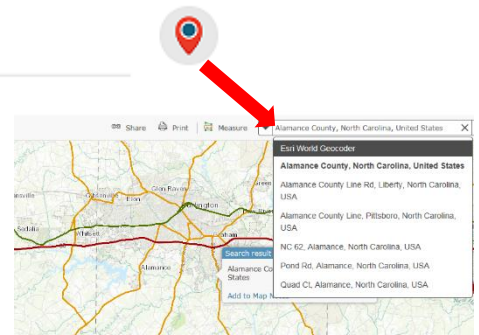 Share Print Measure Alamance County, North Carolina, United States X
Esri World Geocoder
Alamance County, North Carolina, United States
Alamance County Line Rd, Liberty, North Carolina,
USA
Alamance County Line, Pittsboro, North Carolina,
USA
NC 62, Alamance, North Carolina, USA
Pond Rd, Alamance, North Carolina, USA
Quad Ct, Alamance, North Carolina, USA
Glen Raven
Elon
Sedalia
Whitsett
Alamance
Search result
Alamance Co
States
Add to Map N